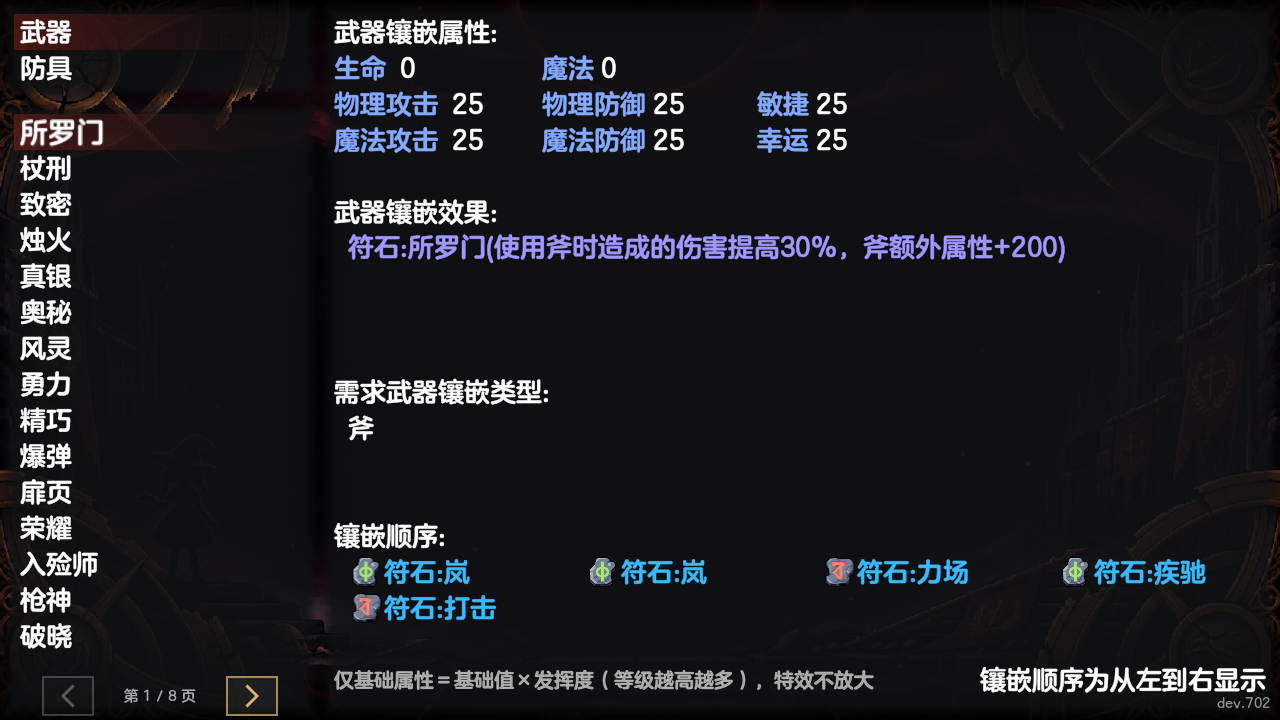 武器
防具
所罗门
杖刑
致密
烛火
真银
奥秘
风灵
勇力
精巧
爆弹
扉页
荣耀
入殓师
枪神
破晓
第 1 / 8 页
武器镶嵌属性:
生命 0 魔法 0
物理攻击 25 物理防御 25 敏捷 25
魔法攻击 25 魔法防御 25 幸运 25
武器镶嵌效果:
符石:所罗门(使用斧时造成的伤害提高30%，斧额外属性+200)
需求武器镶嵌类型:
斧
镶嵌顺序:
符石:岚 符石:岚 符石:力场 符石:疾驰
符石:打击
仅基础属性＝基础值×发挥度（等级越高越多），特效不放大
镶嵌顺序为从左到右显示
dev.702